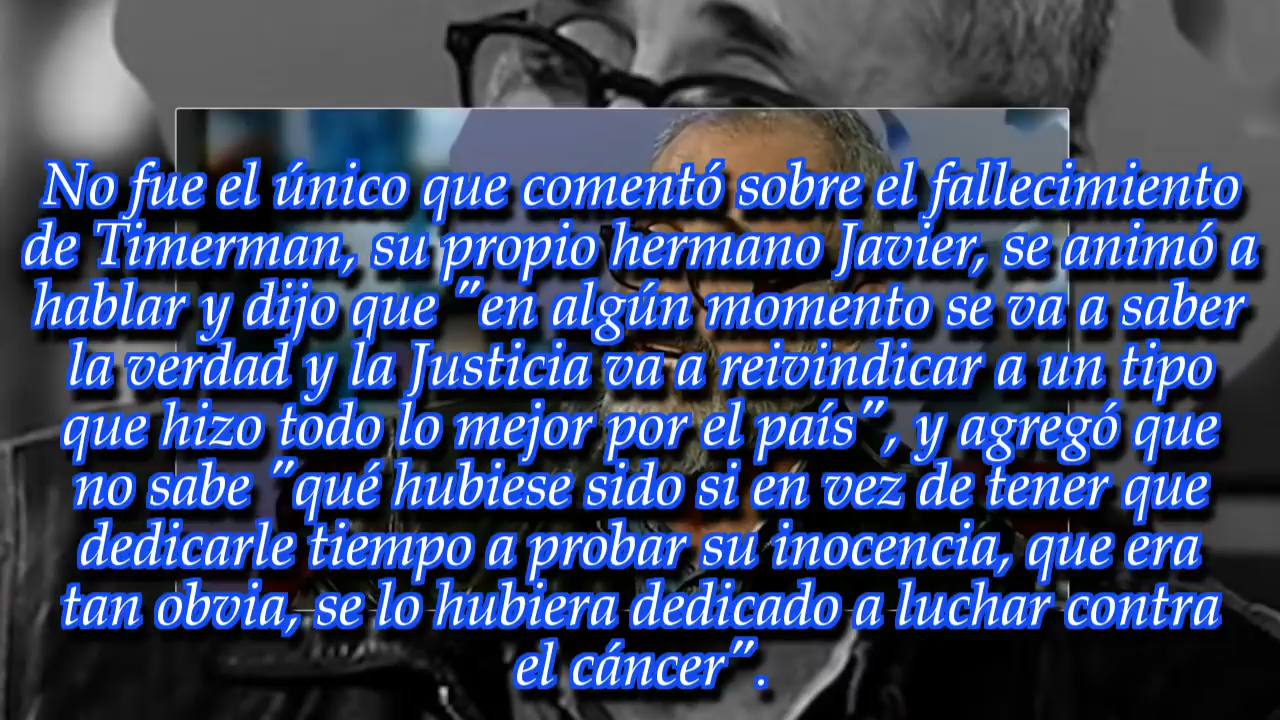 No fue el único que comentó sobre el fallecimiento
de Timerman, su propio hermano Javier, se animó a
hablar y dijo que "en algún momento se va a saber
la verdad y la Justicia va a reivindicar a un tipo
que hizo todo lo mejor por el país", y agregó que
no sabe "qué hubiese sido si en vez de tener que
dedicarle tiempo a probar su inocencia, que era
tan obvia, se lo hubiera dedicado a luchar contra
el cáncer".